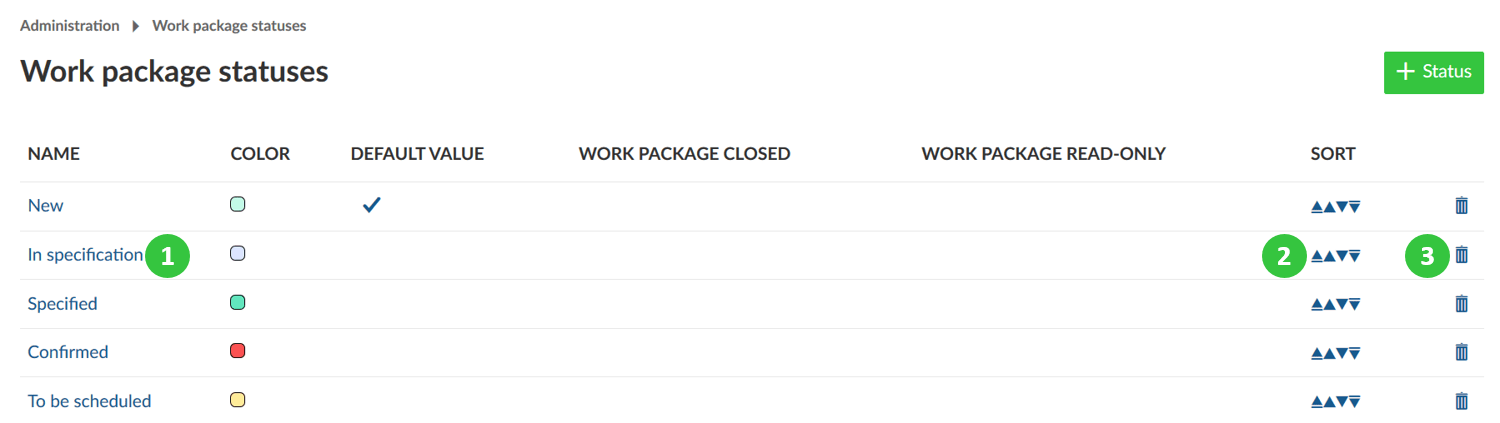 Administration Work package statuses
Work package statuses
Status
NAME COLOR DEFAULT VALUE WORK PACKAGE CLOSED WORK PACKAGE READ-ONLY SORT
New
In specification 1 2 3
Specified
Confirmed
To be scheduled